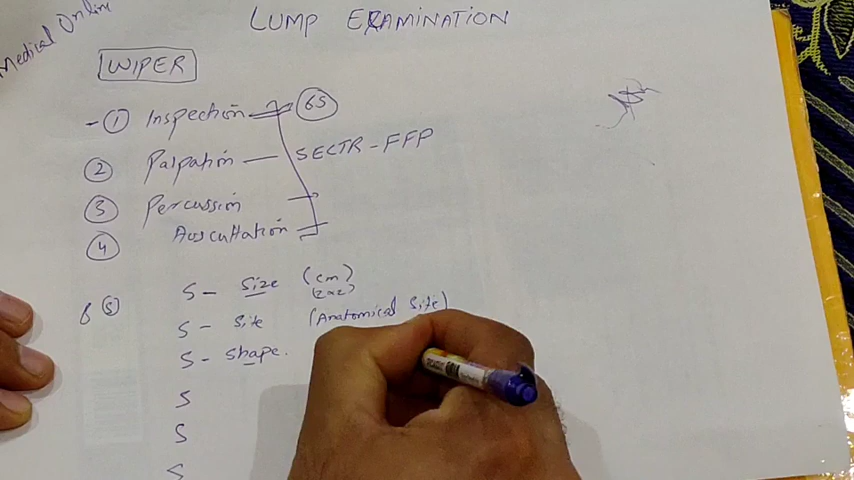 Medical Online
LUMP EXAMINATION
WIPER
- 1 Inspection 6S
2 Palpation — SECTR - FFP
3 Percussion
4 Auscultation
6 S
S - Size (cm)
2x2
S - Site (Anatomical Site)
S - Shape.
S
S
S